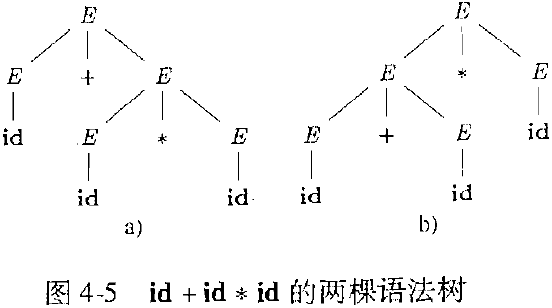 E E
E + E E * E
id E * E E + E id
id id id id
a) b)
图 4-5 id + id * id 的两棵语法树